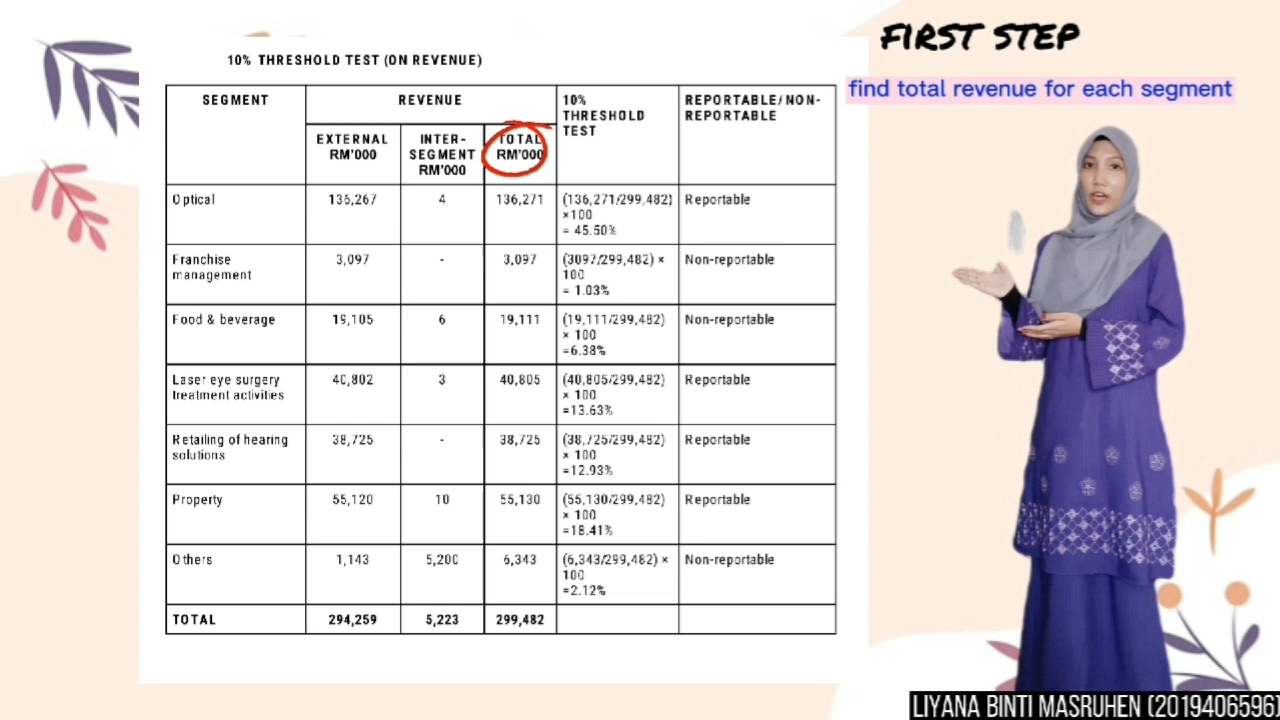 FIRST STEP
find total revenue for each segment
10% THRESHOLD TEST (ON REVENUE)
SEGMENT
REVENUE
10%
THRESHOLD
TEST
REPORTABLE/NON-
REPORTABLE
EXTERNAL
RM'000
INTER-
SEGMENT
RM'000
TOTAL
RM'000
Optical
136,267
4
136,271
(136,271/299,482)
×100
= 45.50%
Reportable
Franchise
management
3,097
-
3,097
(3097/299,482) ×
100
= 1.03%
Non-reportable
Food & beverage
19,105
6
19,111
(19,111/299,482)
× 100
=6.38%
Non-reportable
Laser eye surgery
treatment activities
40,802
3
40,805
(40,805/299,482)
× 100
=13.63%
Reportable
Retailing of hearing
solutions
38,725
-
38,725
(38,725/299,482)
× 100
=12.93%
Reportable
Property
55,120
10
55,130
(55,130/299,482)
× 100
=18.41%
Reportable
Others
1,143
5,200
6,343
(6,343/299,482) ×
100
=2.12%
Non-reportable
TOTAL
294,259
5,223
299,482
LIYANA BINTI MASRUHEN (2019406596)